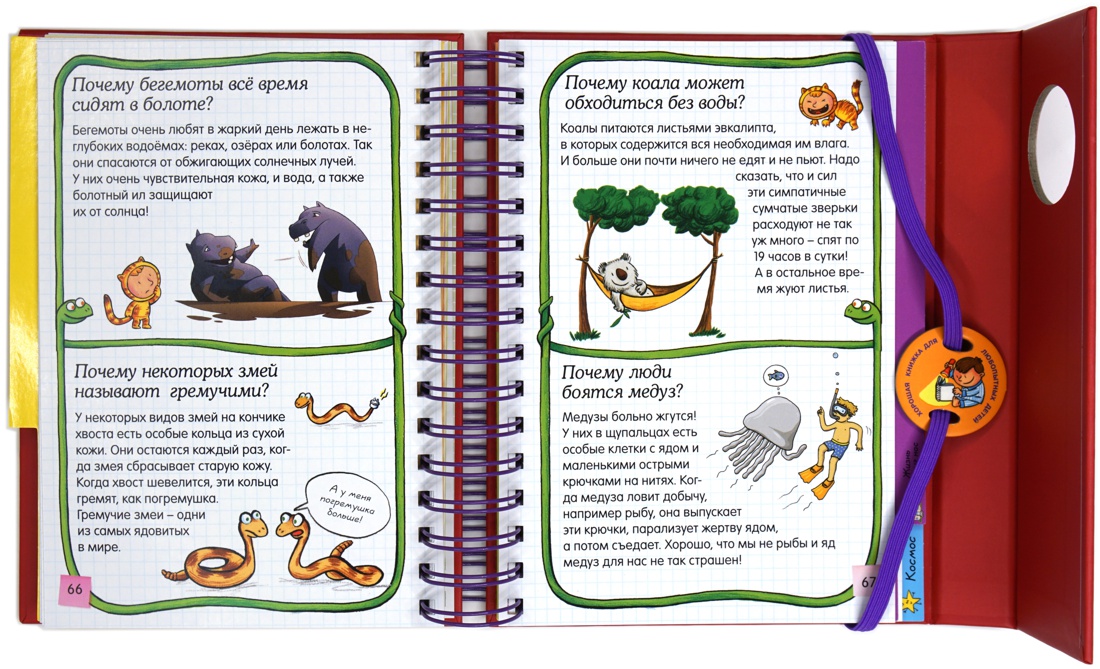 Почему бегемоты всё время
сидят в болоте?
Бегемоты очень любят в жаркий день лежать в не-
глубоких водоёмах: реках, озёрах или болотах. Так
они спасаются от обжигающих солнечных лучей.
У них очень чувствительная кожа, и вода, а также
болотный ил защищают
их от солнца!
Почему некоторых змей
называют гремучими?
У некоторых видов змей на кончике
хвоста есть особые кольца из сухой
кожи. Они остаются каждый раз, ког-
да змея сбрасывает старую кожу.
Когда хвост шевелится, эти кольца
гремят, как погремушка.
Гремучие змеи – одни
из самых ядовитых
в мире.
А у меня
погремушка
больше!
66
Почему коала может
обходиться без воды?
Коалы питаются листьями эвкалипта,
в которых содержится вся необходимая им влага.
И больше они почти ничего не едят и не пьют. Надо
сказать, что и сил
эти симпатичные
сумчатые зверьки
расходуют не так
уж много – спят по
19 часов в сутки!
А в остальное вре-
мя жуют листья.
Почему люди
боятся медуз?
Медузы больно жгутся!
У них в щупальцах есть
особые клетки с ядом и
маленькими острыми
крючками на нитях. Ког-
да медуза ловит добычу,
например рыбу, она выпускает
эти крючки, парализует жертву ядом,
а потом съедает. Хорошо, что мы не рыбы и яд
медуз для нас не так страшен!
67
ХОРОШАЯ КНИЖКА ДЛЯ
ЛЮБОПЫТНЫХ ДЕТЕЙ
Космос